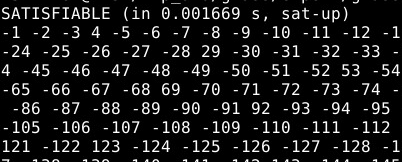 SATISFIABLE (in 0.001669 s, sat-up)
-1 -2 -3 4 -5 -6 -7 -8 -9 -10 -11 -12 -1
-24 -25 -26 -27 -28 29 -30 -31 -32 -33 -
4 -45 -46 -47 -48 -49 -50 -51 -52 53 -54
-65 -66 -67 -68 69 -70 -71 -72 -73 -74 -
-86 -87 -88 -89 -90 -91 92 -93 -94 -95
-105 -106 -107 -108 -109 -110 -111 -112
121 -122 123 -124 -125 -126 -127 -128 -1